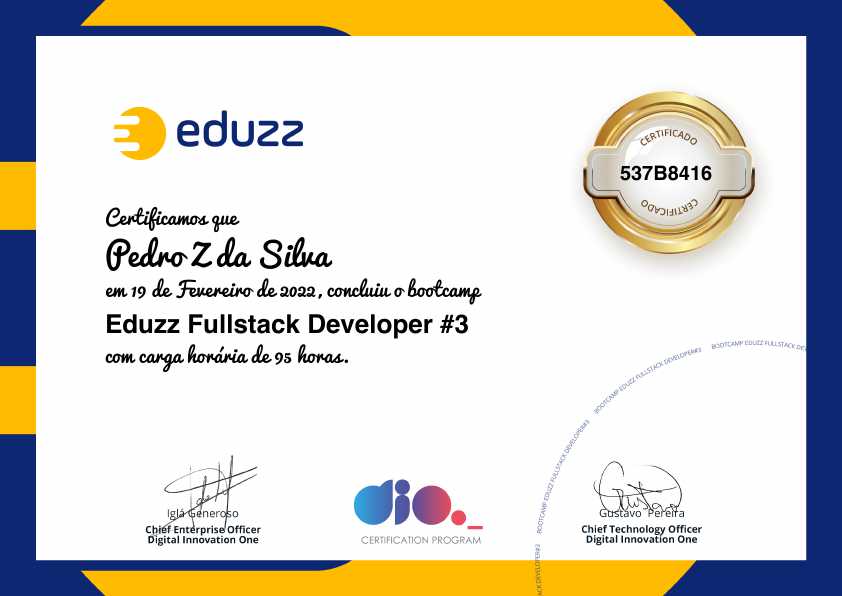 eduzz
CERTIFICADO
537B8416
CERTIFICADO
Certificamos que
Pedro Z da Silva
em 19 de Fevereiro de 2022, concluiu o bootcamp
Eduzz Fullstack Developer #3
com carga horária de 95 horas.
BOOTCAMP EDUZZ FULLSTACK DE
BOOTCAMP EDUZZ FULLSTACK DEVELOPER#3
BOOTCAMP EDUZZ FULLSTACK DEVELOPER#3
CK DEVELOPER#3
Iglá Generoso
Chief Enterprise Officer
Digital Innovation One
dio._
CERTIFICATION PROGRAM
Gustavo Pereira
Chief Technology Officer
Digital Innovation One